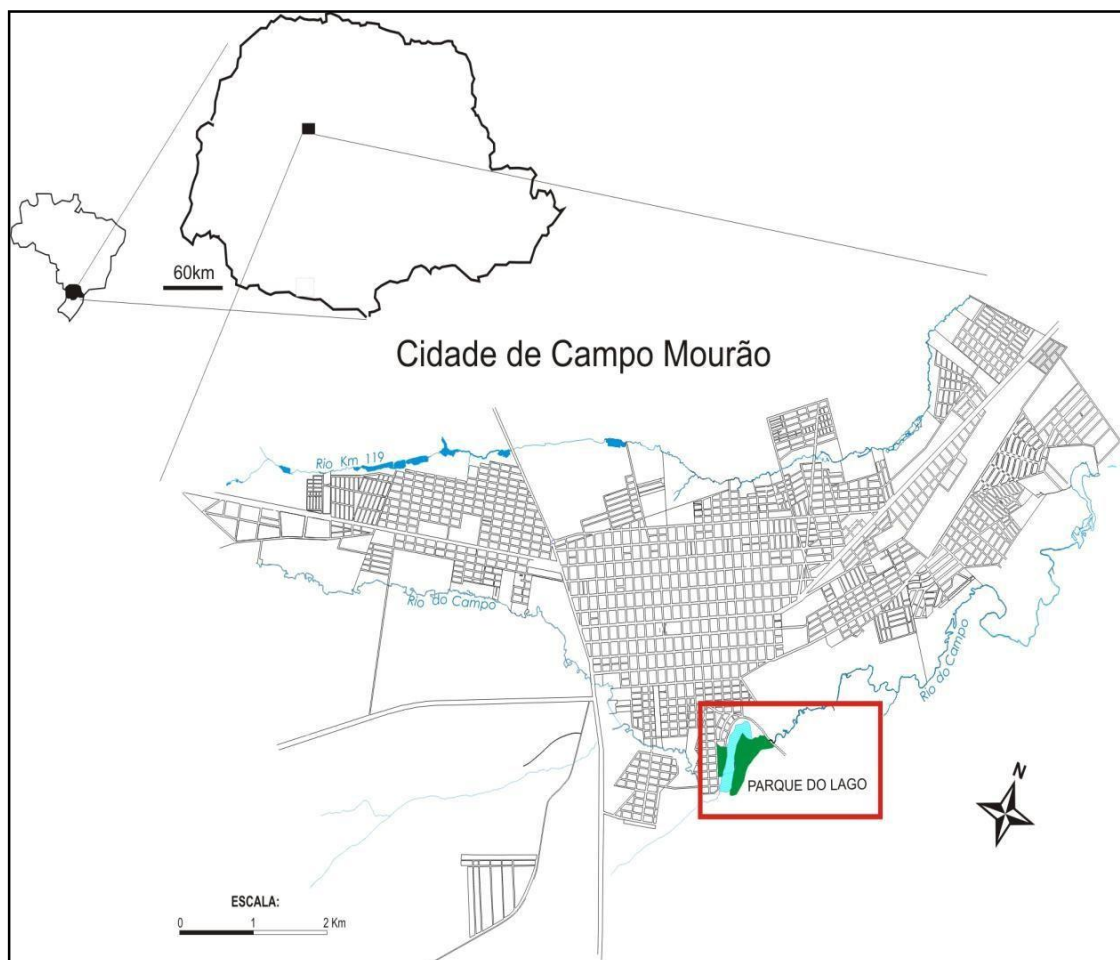 60km
Cidade de Campo Mourão
Rio Km 119
Rio do Campo
Rio do Campo
PARQUE DO LAGO
N
ESCALA:
0 1 2 Km